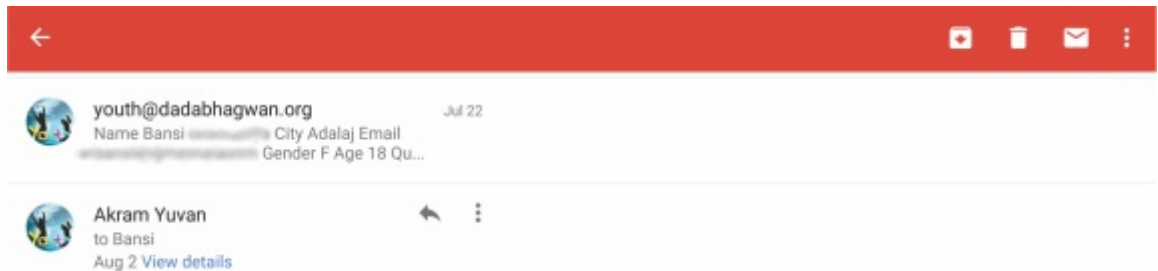 youth@dadabhagwan.org Jul 22
Name Bansi City Adalaj Email
Gender F Age 18 Qu...
Akram Yuvan
to Bansi
Aug 2 View details